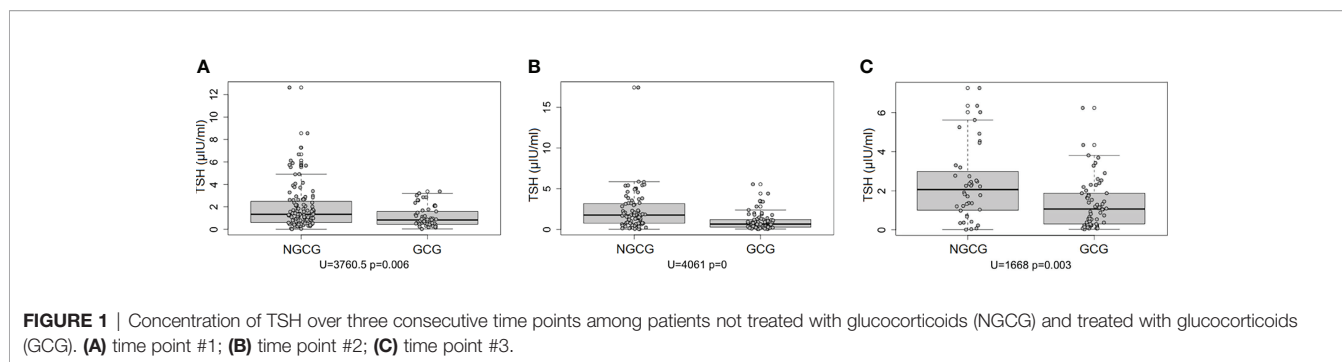 A
TSH (µIU/ml)
12
10
8
6
4
2
0
NGCG
GCG
U=3760.5 p=0.006
B
TSH (µIU/ml)
15
10
5
0
NGCG
GCG
U=4061 p=0
C
TSH (µIU/ml)
6
4
2
0
NGCG
GCG
U=1668 p=0.003
FIGURE 1 | Concentration of TSH over three consecutive time points among patients not treated with glucocorticoids (NGCG) and treated with glucocorticoids
(GCG). (A) time point #1; (B) time point #2; (C) time point #3.